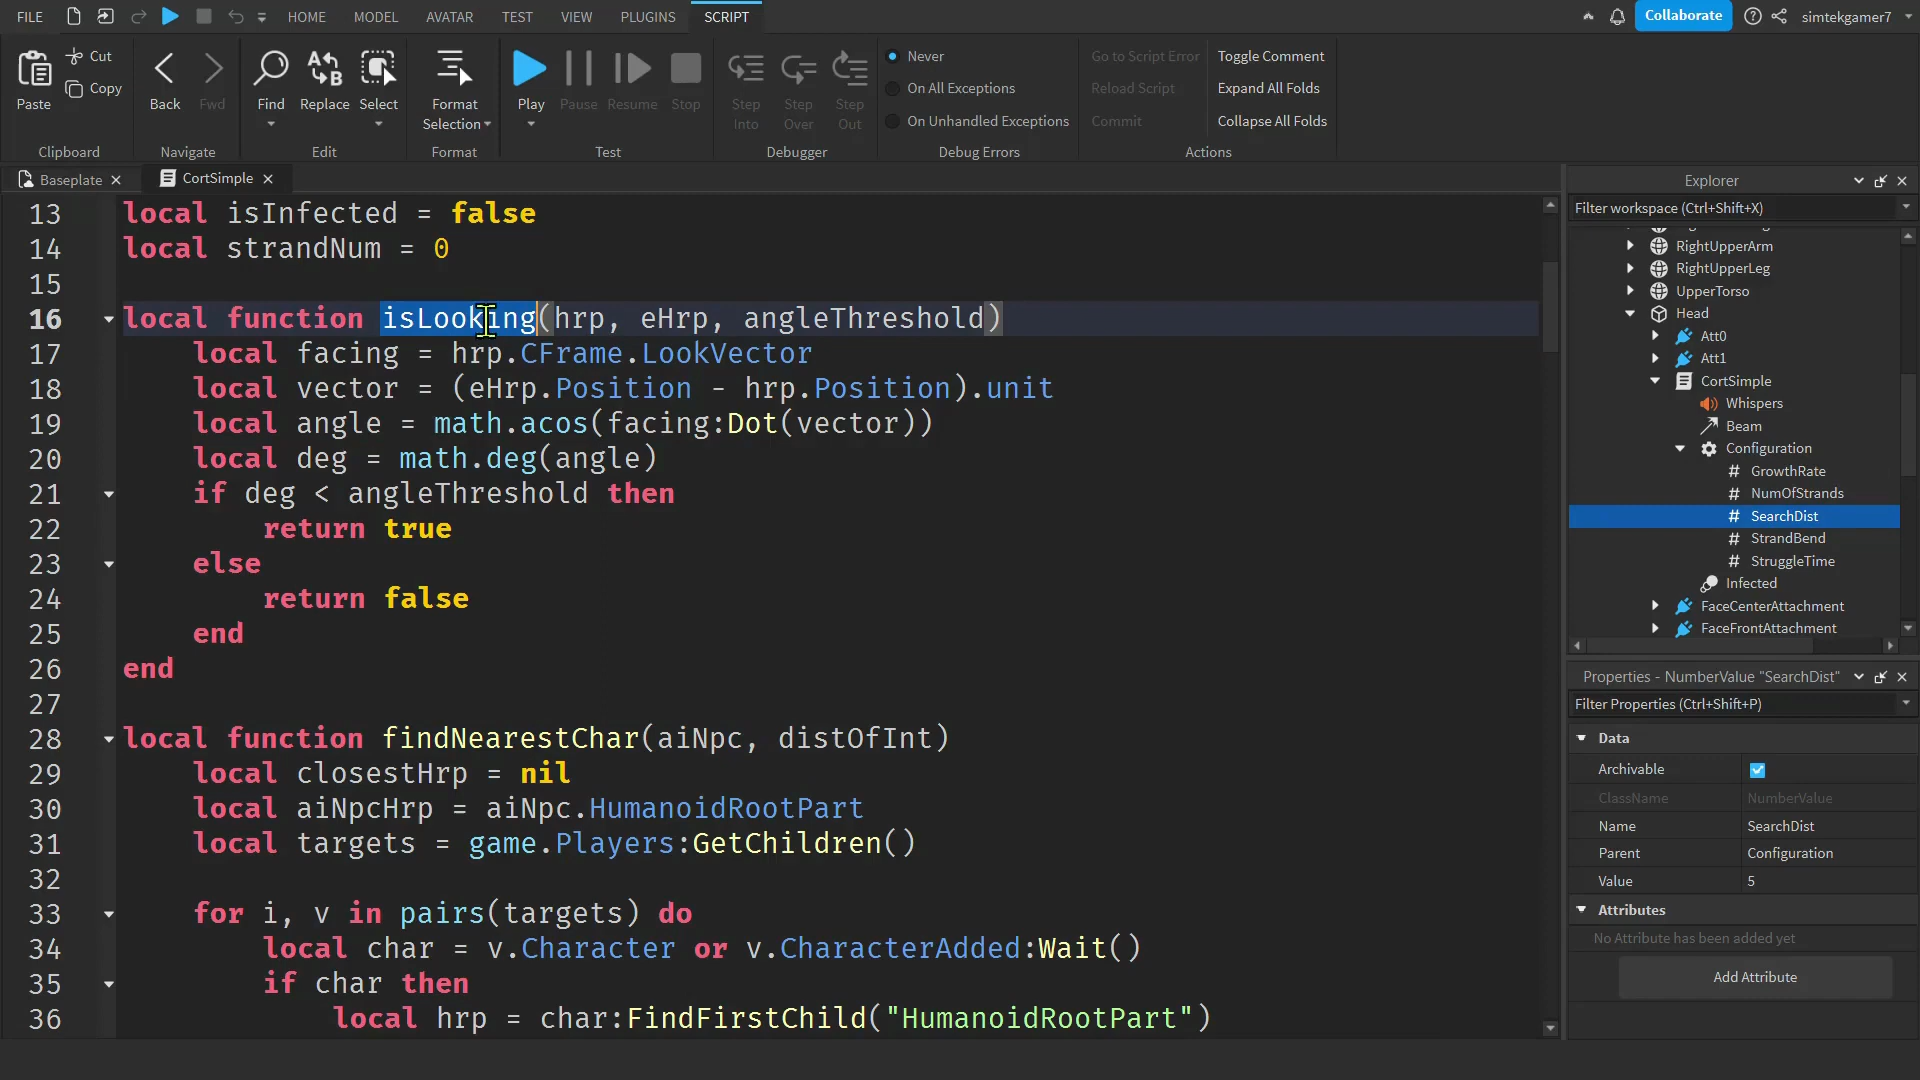 FILE HOME MODEL AVATAR TEST VIEW PLUGINS SCRIPT Collaborate simtekgamer7
Paste Cut Copy Clipboard
Back Fwd Navigate
Find Replace Select Edit
Format Selection Format
Play Pause Resume Stop Test
Step Into Step Over Step Out Debugger
Never
On All Exceptions
On Unhandled Exceptions
Debug Errors
Go to Script Error Toggle Comment
Reload Script Expand All Folds
Commit Collapse All Folds
Actions
Baseplate CortSimple
13 local isInfected = false
14 local strandNum = 0
15
16 local function isLooking(hrp, eHrp, angleThreshold)
17 local facing = hrp.CFrame.LookVector
18 local vector = (eHrp.Position - hrp.Position).unit
19 local angle = math.acos(facing:Dot(vector))
20 local deg = math.deg(angle)
21 if deg < angleThreshold then
22 return true
23 else
24 return false
25 end
26 end
27
28 local function findNearestChar(aiNpc, distOfInt)
29 local closestHrp = nil
30 local aiNpcHrp = aiNpc.HumanoidRootPart
31 local targets = game.Players:GetChildren()
32
33 for i, v in pairs(targets) do
34 local char = v.Character or v.CharacterAdded:Wait()
35 if char then
36 local hrp = char:FindFirstChild("HumanoidRootPart")
Explorer
Filter workspace (Ctrl+Shift+X)
RightUpperArm
RightUpperLeg
UpperTorso
Head
Att0
Att1
CortSimple
Whispers
Beam
Configuration
# GrowthRate
# NumOfStrands
# SearchDist
# StrandBend
# StruggleTime
Infected
FaceCenterAttachment
FaceFrontAttachment
Properties - NumberValue "SearchDist"
Filter Properties (Ctrl+Shift+P)
Data
Archivable
ClassName NumberValue
Name SearchDist
Parent Configuration
Value 5
Attributes
No Attribute has been added yet
Add Attribute